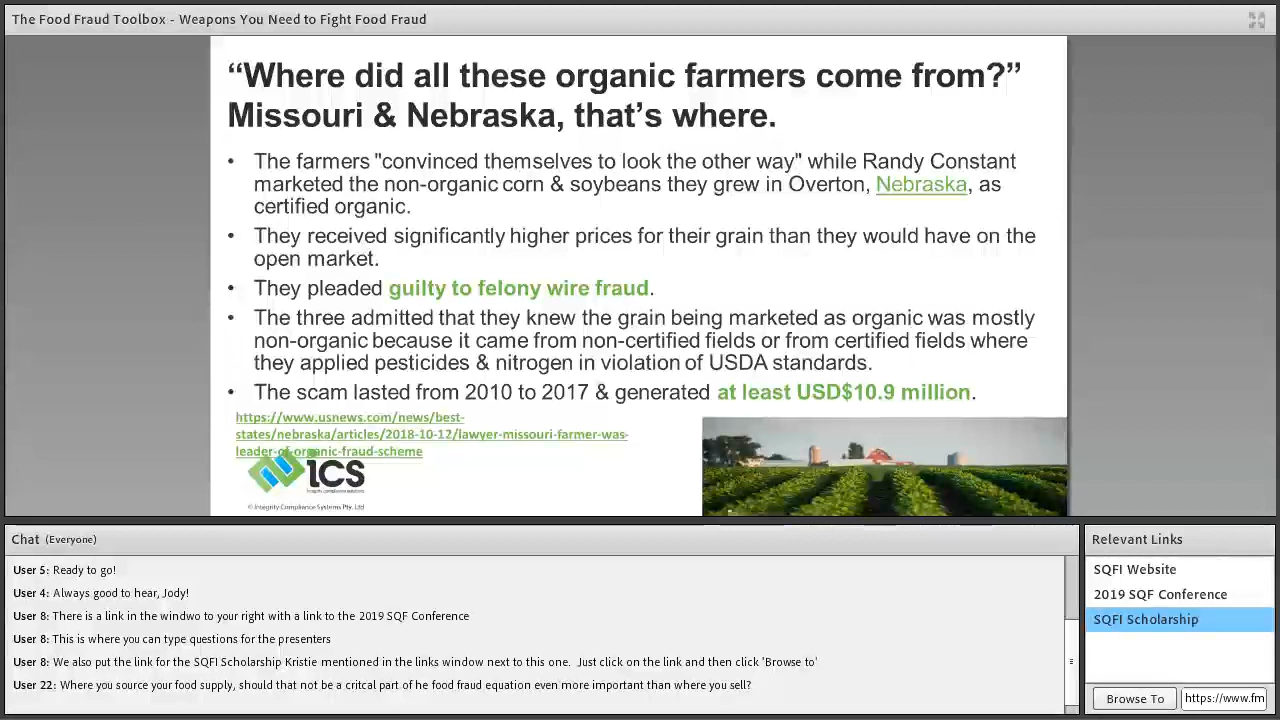 The Food Fraud Toolbox - Weapons You Need to Fight Food Fraud
“Where did all these organic farmers come from?”
Missouri & Nebraska, that’s where.
• The farmers "convinced themselves to look the other way" while Randy Constant
marketed the non-organic corn & soybeans they grew in Overton, Nebraska, as
certified organic.
• They received significantly higher prices for their grain than they would have on the
open market.
• They pleaded guilty to felony wire fraud.
• The three admitted that they knew the grain being marketed as organic was mostly
non-organic because it came from non-certified fields or from certified fields where
they applied pesticides & nitrogen in violation of USDA standards.
• The scam lasted from 2010 to 2017 & generated at least USD$10.9 million.
https://www.usnews.com/news/best-
states/nebraska/articles/2018-10-12/lawyer-missouri-farmer-was-
leader-of-organic-fraud-scheme
ICS
integrity compliance solutions
© Integrity Compliance Systems Pty. Ltd
Chat (Everyone)
User 5: Ready to go!
User 4: Always good to hear, Jody!
User 8: There is a link in the windwo to your right with a link to the 2019 SQF Conference
User 8: This is where you can type questions for the presenters
User 8: We also put the link for the SQFI Scholarship Kristie mentioned in the links window next to this one.  Just click on the link and then click 'Browse to'
User 22: Where you source your food supply, should that not be a critcal part of he food fraud equation even more important than where you sell?
Relevant Links
SQFI Website
2019 SQF Conference
SQFI Scholarship
Browse To
https://www.fm